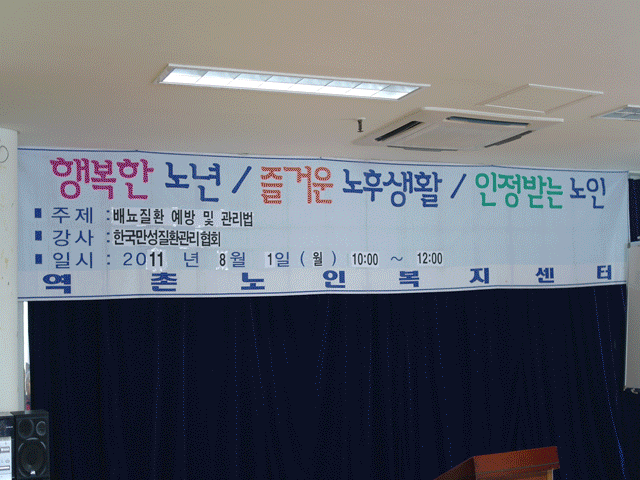 행복한 노년 / 즐거운 노후생활 / 인정받는 노인
주제 : 배뇨질환 예방 및 관리법
강사 : 한국만성질환관리협회
일시 : 2011 년 8월 1일 (월) 10:00 ~ 12:00
역촌노인복지센터